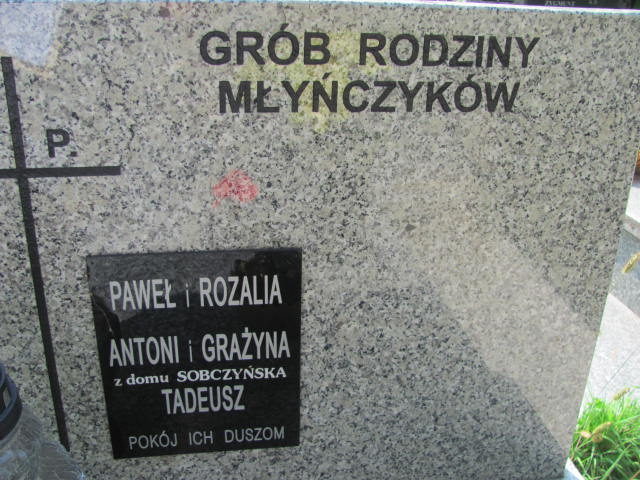 GRÓB RODZINY
MŁYŃCZYKÓW
P.
PAWEŁ i ROZALIA
ANTONI i GRAŻYNA
z domu SOBCZYŃSKA
TADEUSZ
POKÓJ ICH DUSZOM